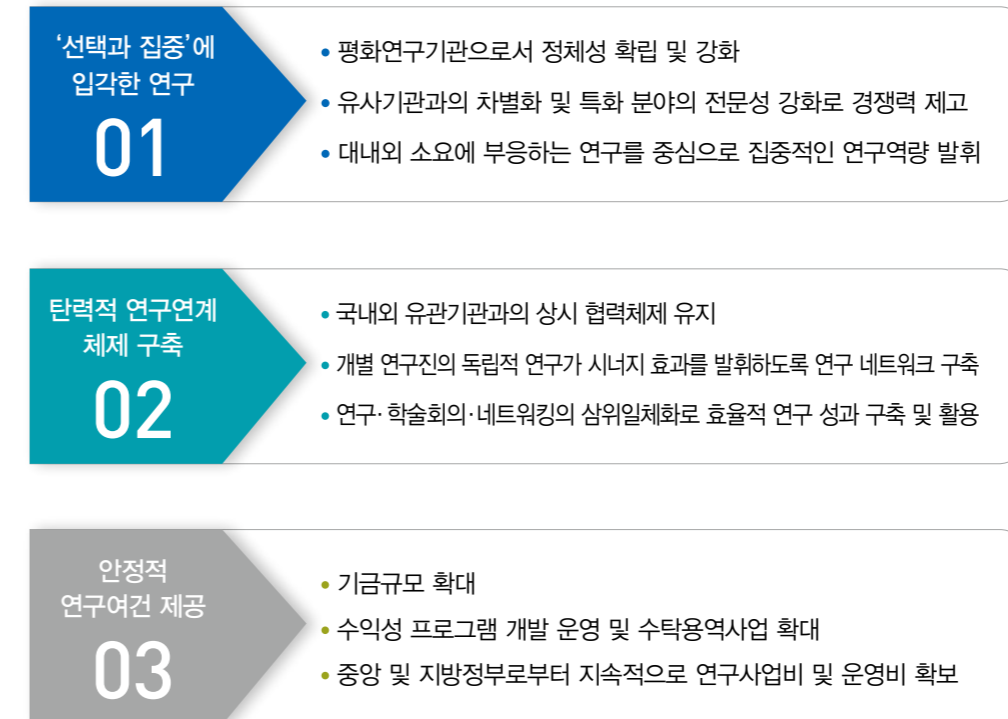 '선택과 집중'에
입각한 연구
01
• 평화연구기관으로서 정체성 확립 및 강화
• 유사기관과의 차별화 및 특화 분야의 전문성 강화로 경쟁력 제고
• 대내외 소요에 부응하는 연구를 중심으로 집중적인 연구역량 발휘
탄력적 연구연계
체제 구축
02
• 국내외 유관기관과의 상시 협력체제 유지
• 개별 연구진의 독립적 연구가 시너지 효과를 발휘하도록 연구 네트워크 구축
• 연구·학술회의·네트워킹의 삼위일체화로 효율적 연구 성과 구축 및 활용
안정적
연구여건 제공
03
• 기금규모 확대
• 수익성 프로그램 개발 운영 및 수탁용역사업 확대
• 중앙 및 지방정부로부터 지속적으로 연구사업비 및 운영비 확보